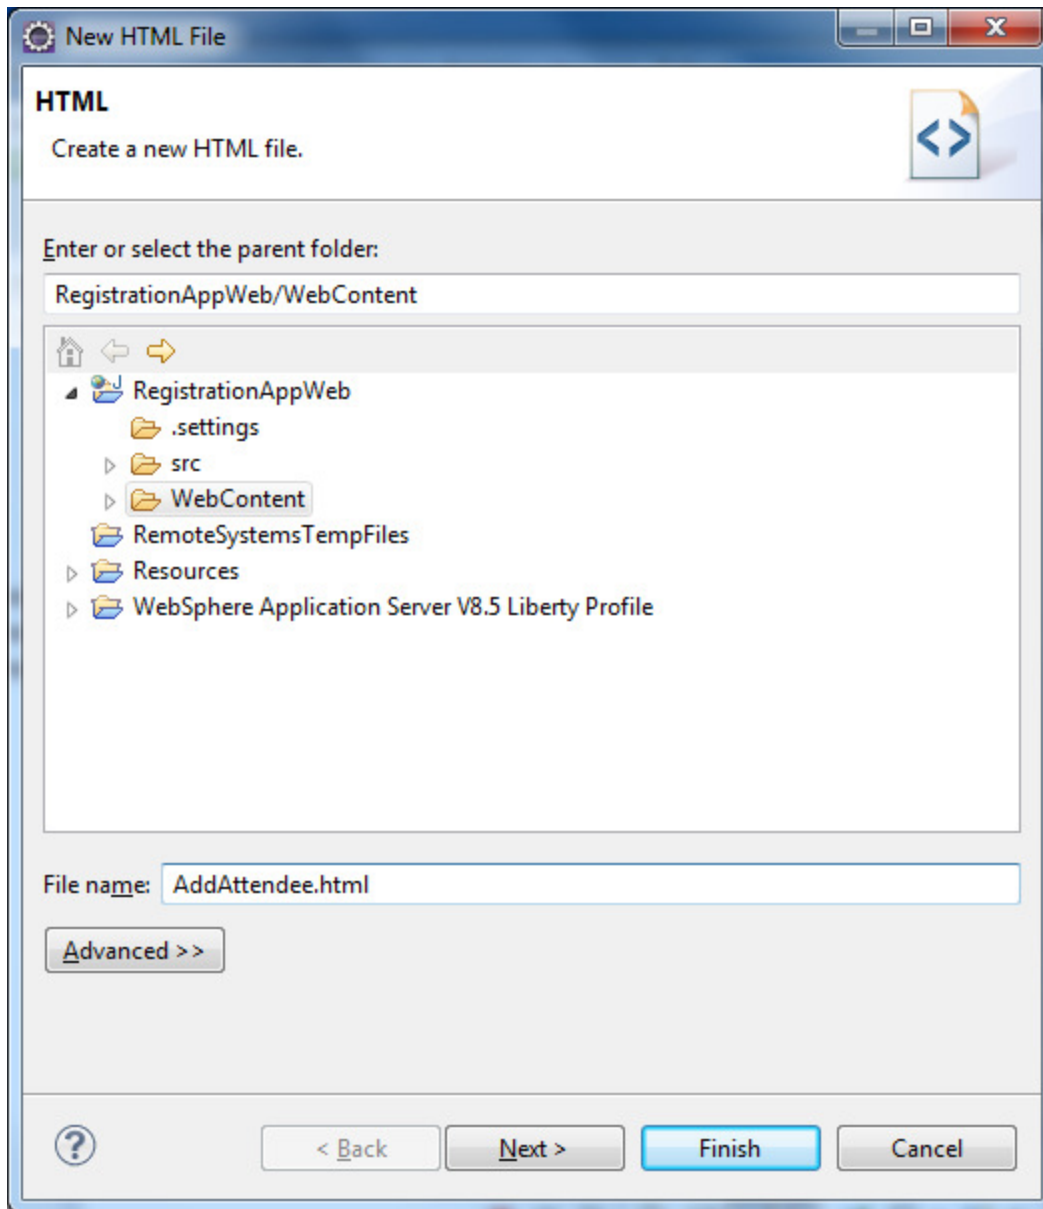 New HTML File
HTML
Create a new HTML file.
Enter or select the parent folder:
RegistrationAppWeb/WebContent
RegistrationAppWeb
.settings
src
WebContent
RemoteSystemsTempFiles
Resources
WebSphere Application Server V8.5 Liberty Profile
File name: AddAttendee.html
Advanced >>
< Back Next > Finish Cancel